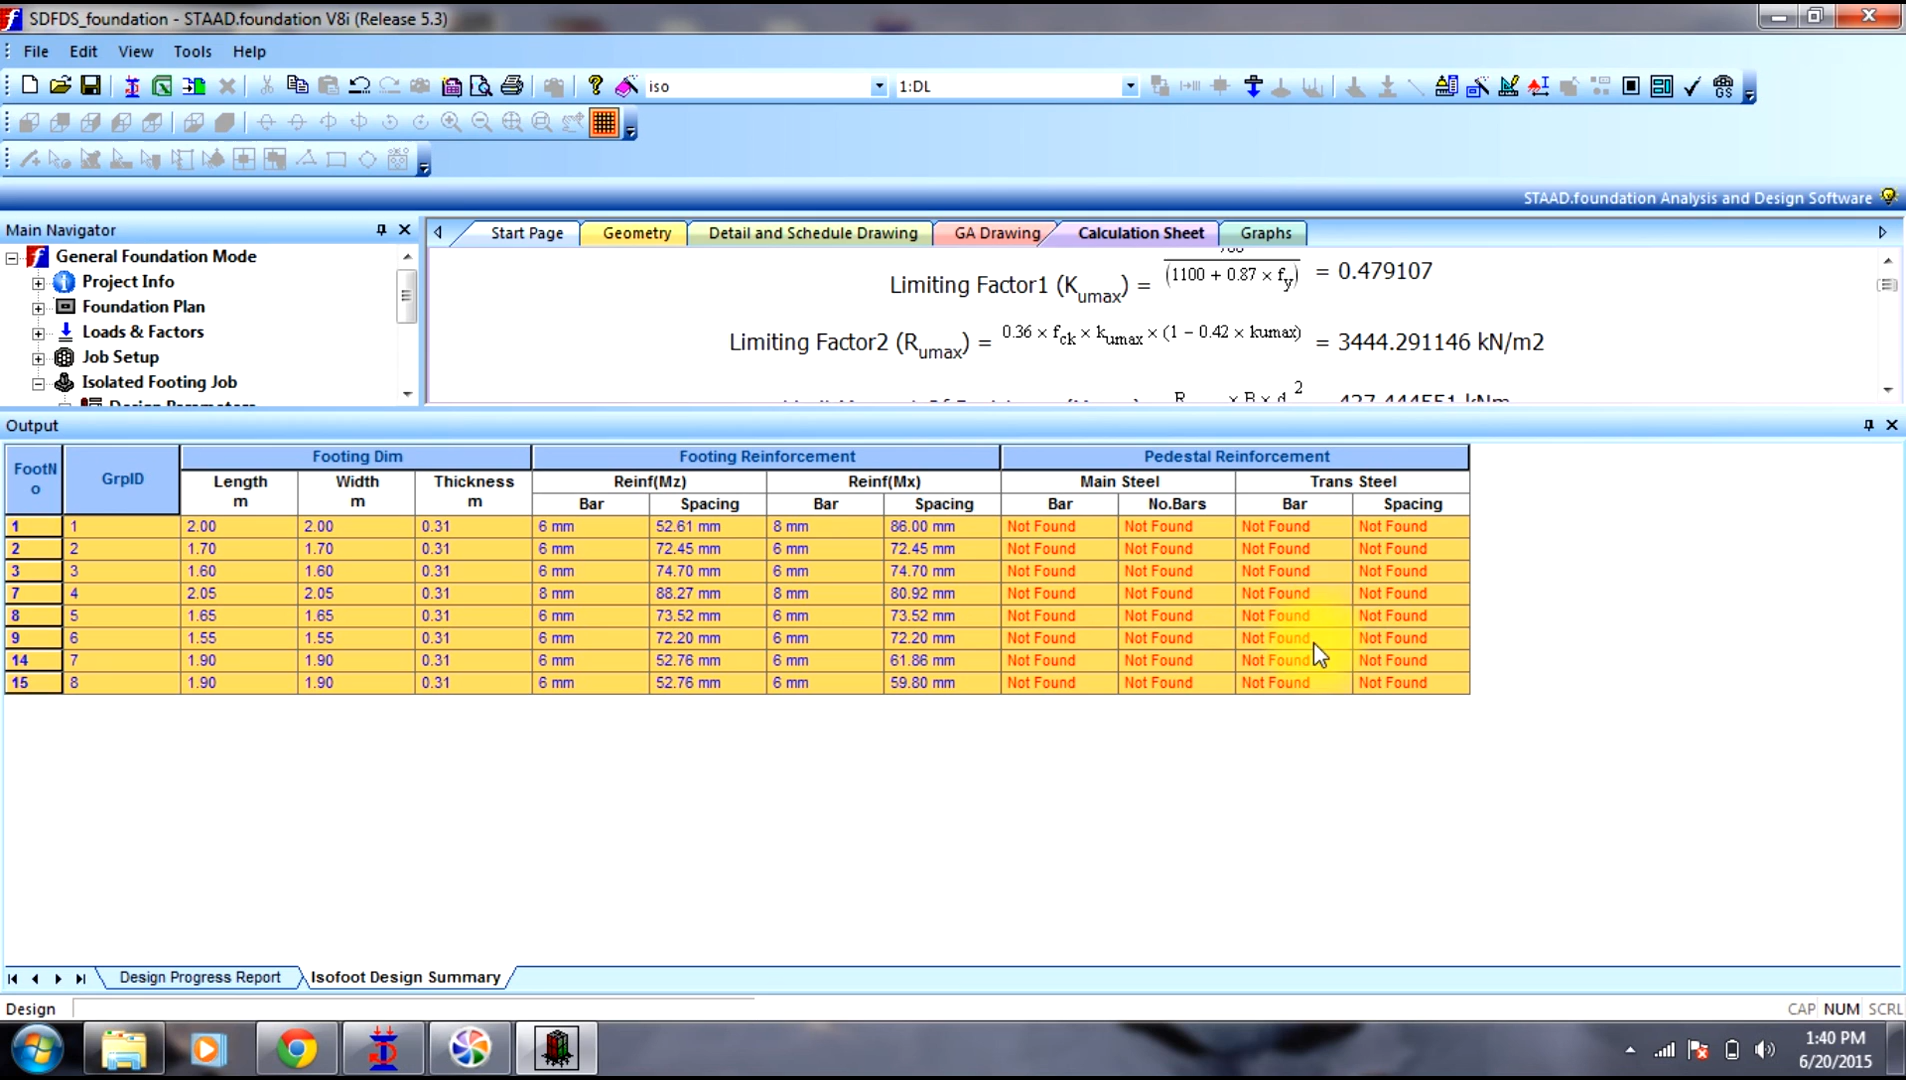 SDFDS_foundation - STAAD.foundation V8i (Release 5.3)
File Edit View Tools Help
iso 1:DL
STAAD.foundation Analysis and Design Software
Main Navigator
General Foundation Mode
Project Info
Foundation Plan
Loads & Factors
Job Setup
Isolated Footing Job
Start Page Geometry Detail and Schedule Drawing GA Drawing Calculation Sheet Graphs
Limiting Factor1 (Kumax) = (1100 + 0.87 × fy) = 0.479107
Limiting Factor2 (Rumax) = 0.36 × fck × kumax × (1 − 0.42 × kumax) = 3444.291146 kN/m2
Output
FootNo GrpID Footing Dim Footing Reinforcement Pedestal Reinforcement
Length m Width m Thickness m Reinf(Mz) Reinf(Mx) Main Steel Trans Steel
Bar Spacing Bar Spacing Bar No.Bars Bar Spacing
1 1 2.00 2.00 0.31 6 mm 52.61 mm 8 mm 86.00 mm Not Found Not Found Not Found Not Found
2 2 1.70 1.70 0.31 6 mm 72.45 mm 6 mm 72.45 mm Not Found Not Found Not Found Not Found
3 3 1.60 1.60 0.31 6 mm 74.70 mm 6 mm 74.70 mm Not Found Not Found Not Found Not Found
7 4 2.05 2.05 0.31 8 mm 88.27 mm 8 mm 80.92 mm Not Found Not Found Not Found Not Found
8 5 1.65 1.65 0.31 6 mm 73.52 mm 6 mm 73.52 mm Not Found Not Found Not Found Not Found
9 6 1.55 1.55 0.31 6 mm 72.20 mm 6 mm 72.20 mm Not Found Not Found Not Found Not Found
14 7 1.90 1.90 0.31 6 mm 52.76 mm 6 mm 61.86 mm Not Found Not Found Not Found Not Found
15 8 1.90 1.90 0.31 6 mm 52.76 mm 6 mm 59.80 mm Not Found Not Found Not Found Not Found
Design Progress Report Isofoot Design Summary
Design CAP NUM SCRL
1:40 PM
6/20/2015